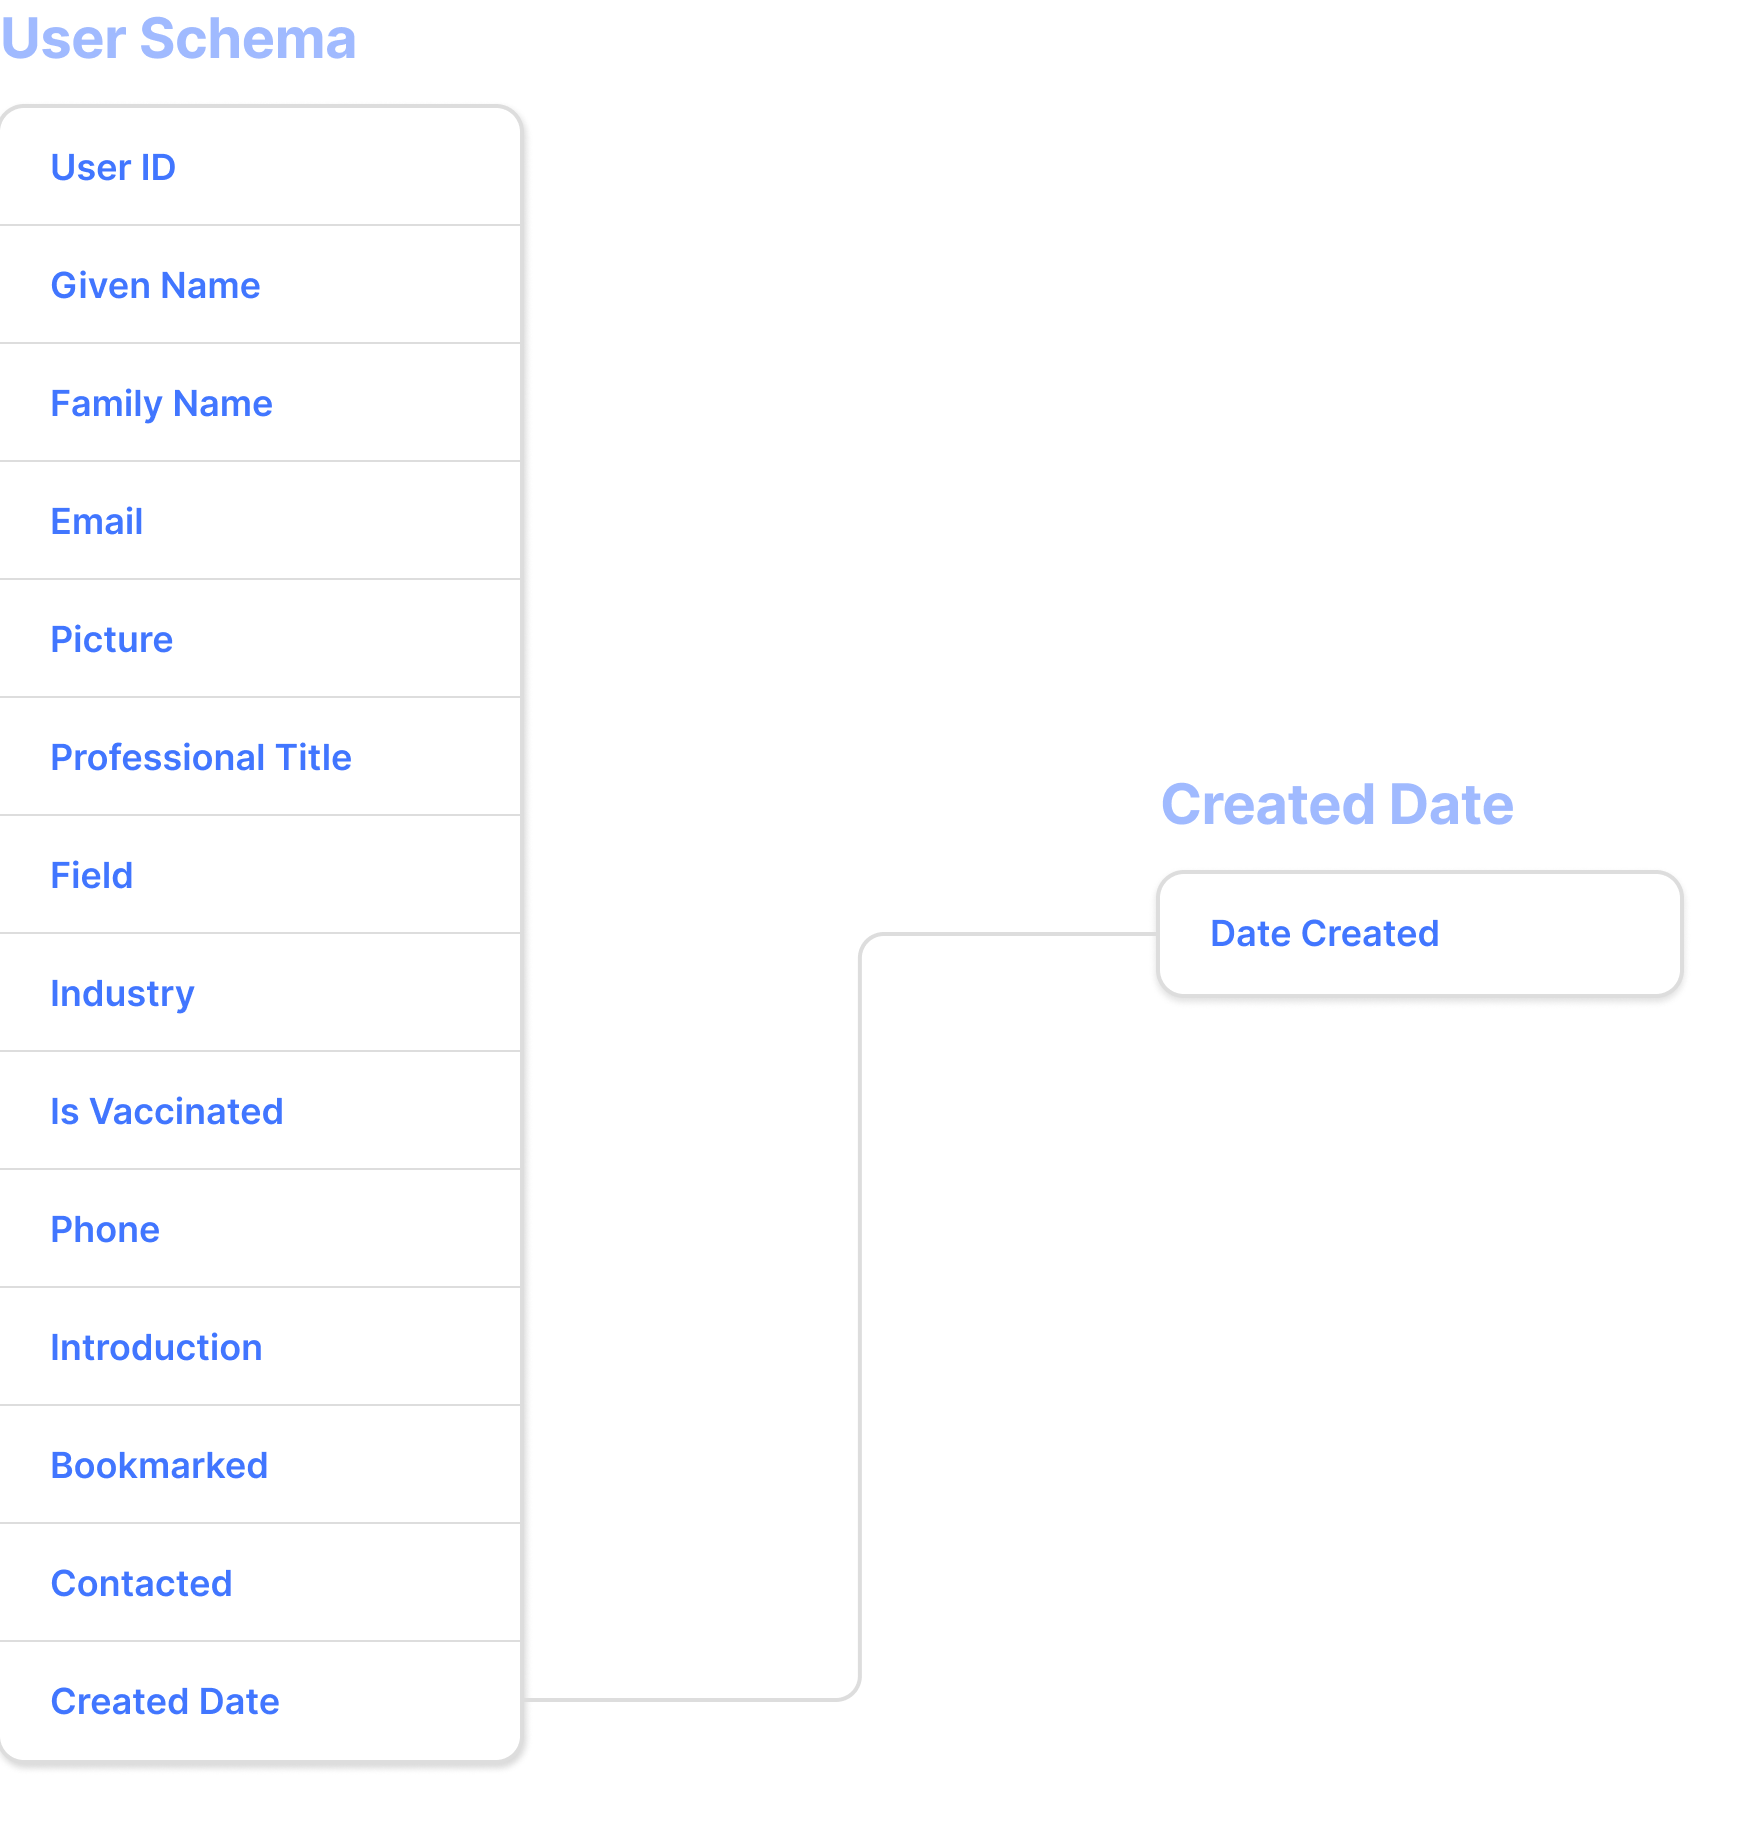 User Schema
User ID
Given Name
Family Name
Email
Picture
Professional Title
Field
Industry
Is Vaccinated
Phone
Introduction
Bookmarked
Contacted
Created Date
Created Date
Date Created